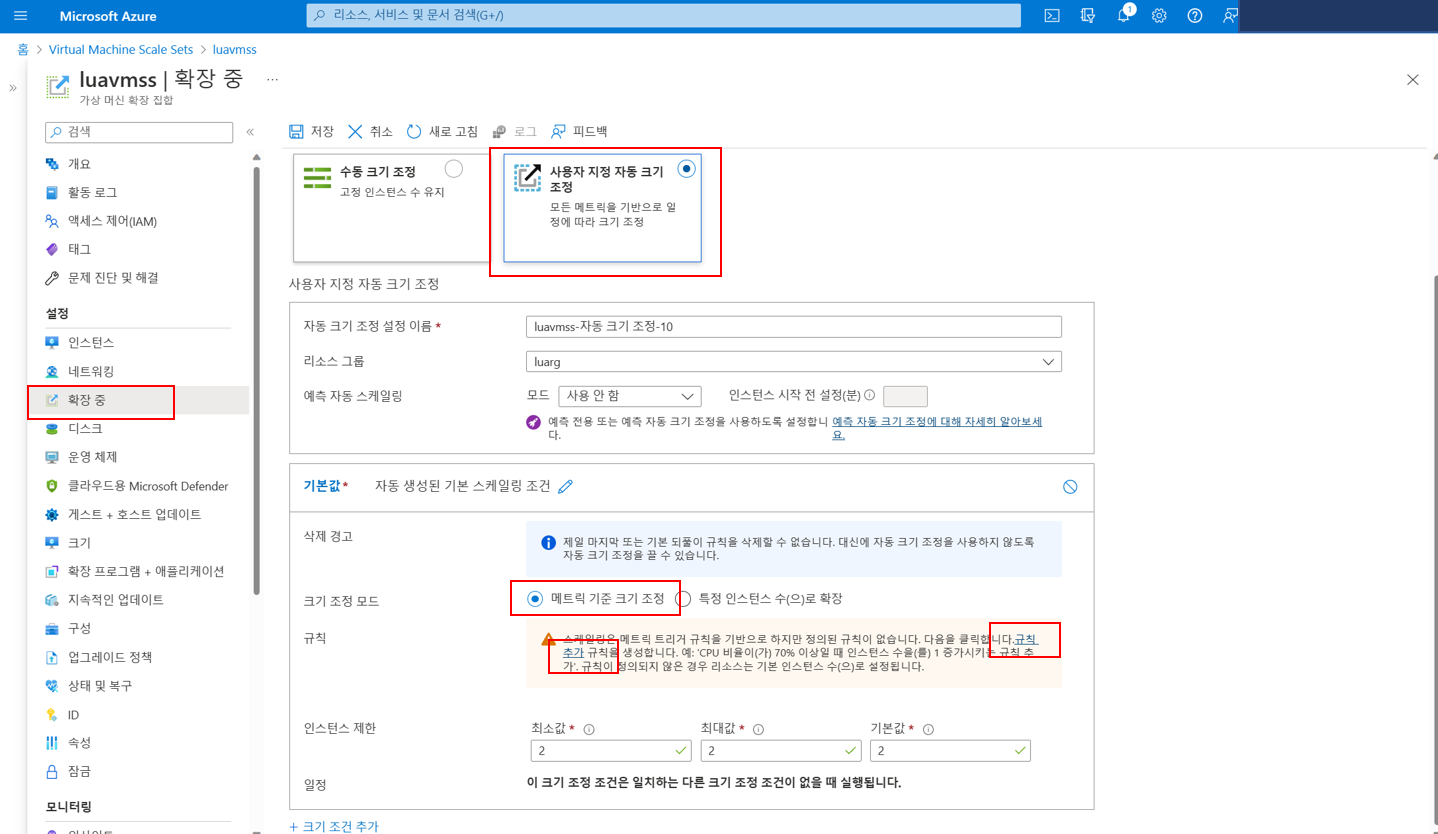 Microsoft Azure
리소스, 서비스 및 문서 검색(G+/)
1
홈 > Virtual Machine Scale Sets > luavmss
luavmss | 확장 중 ...
가상 머신 확장 집합
검색
저장 취소 새로 고침 로그 피드백
개요
활동 로그
액세스 제어(IAM)
태그
문제 진단 및 해결
설정
인스턴스
네트워킹
확장 중
디스크
운영 체제
클라우드용 Microsoft Defender
게스트 + 호스트 업데이트
크기
확장 프로그램 + 애플리케이션
지속적인 업데이트
구성
업그레이드 정책
상태 및 복구
ID
속성
잠금
모니터링
수동 크기 조정
고정 인스턴스 수 유지
사용자 지정 자동 크기
조정
모든 메트릭을 기반으로 일
정에 따라 크기 조정
사용자 지정 자동 크기 조정
자동 크기 조정 설정 이름 *
luavmss-자동 크기 조정-10
리소스 그룹
luarg
예측 자동 스케일링
모드 사용 안 함 인스턴스 시작 전 설정(분)
예측 전용 또는 예측 자동 크기 조정을 사용하도록 설정합니 예측 자동 크기 조정에 대해 자세히 알아보세
다. 요.
기본값* 자동 생성된 기본 스케일링 조건
삭제 경고
제일 마지막 또는 기본 되풀이 규칙을 삭제할 수 없습니다. 대신에 자동 크기 조정을 사용하지 않도록
자동 크기 조정을 끌 수 있습니다.
크기 조정 모드
메트릭 기준 크기 조정 특정 인스턴스 수(으)로 확장
규칙
스케일링은 메트릭 트리거 규칙을 기반으로 하지만 정의된 규칙이 없습니다. 다음을 클릭합니다.규칙
추가 규칙을 생성합니다. 예: 'CPU 비율이(가) 70% 이상일 때 인스턴스 수을(를) 1 증가시키는 규칙 추
가'. 규칙이 정의되지 않은 경우 리소스는 기본 인스턴스 수(으)로 설정됩니다.
인스턴스 제한
최소값 * 최대값 * 기본값 *
2 2 2
일정
이 크기 조정 조건은 일치하는 다른 크기 조정 조건이 없을 때 실행됩니다.
+ 크기 조건 추가